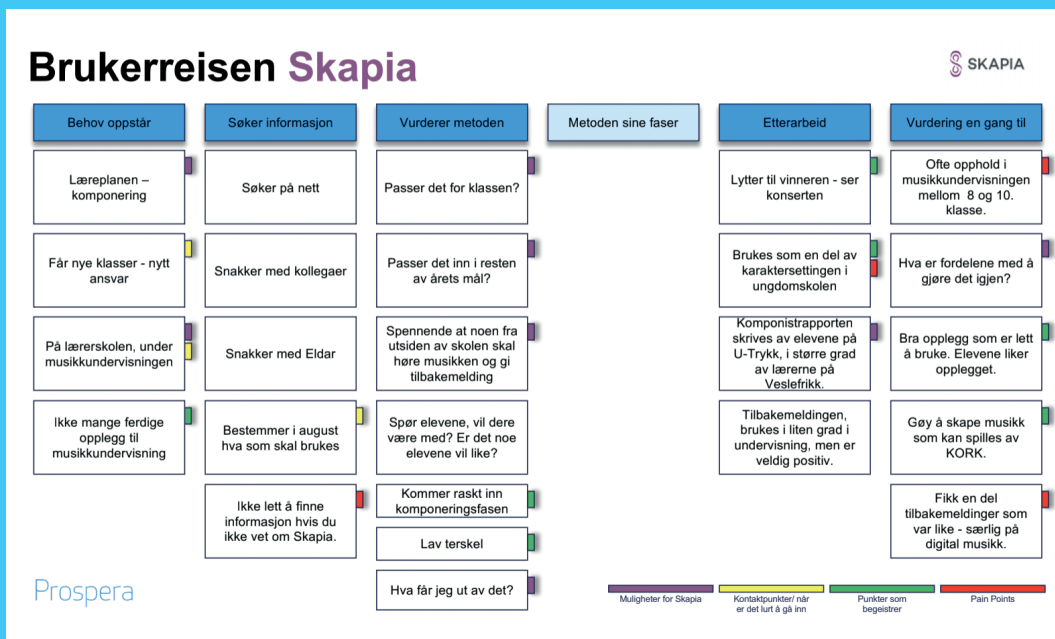 Brukerreisen Skapia
SKAPIA
Behov oppstår
Læreplanen –
komponering
Får nye klasser - nytt
ansvar
På lærerskolen, under
musikkundervisningen
Ikke mange ferdige
opplegg til
musikkundervisning
Søker informasjon
Søker på nett
Snakker med kollegaer
Snakker med Eldar
Bestemmer i august
hva som skal brukes
Ikke lett å finne
informasjon hvis du
ikke vet om Skapia.
Vurderer metoden
Passer det for klassen?
Passer det inn i resten
av årets mål?
Spennende at noen fra
utsiden av skolen skal
høre musikken og gi
tilbakemelding
Spør elevene, vil dere
være med? Er det noe
elevene vil like?
Kommer raskt inn
komponeringsfasen
Lav terskel
Hva får jeg ut av det?
Metoden sine faser
Etterarbeid
Lytter til vinneren - ser
konserten
Brukes som en del av
karaktersettingen i
ungdomskolen
Komponistrapporten
skrives av elevene på
U-Trykk, i større grad
av lærerne på
Veslefrikk.
Tilbakemeldingen,
brukes i liten grad i
undervisning, men er
veldig positiv.
Vurdering en gang til
Ofte opphold i
musikkundervisningen
mellom 8 og 10.
klasse.
Hva er fordelene med å
gjøre det igjen?
Bra opplegg som er lett
å bruke. Elevene liker
opplegget.
Gøy å skape musikk
som kan spilles av
KORK.
Fikk en del
tilbakemeldinger som
var like - særlig på
digital musikk.
Prospera
Muligheter for Skapia
Kontaktpunkter/ når
er det lurt å gå inn
Punkter som
begeistrer
Pain Points